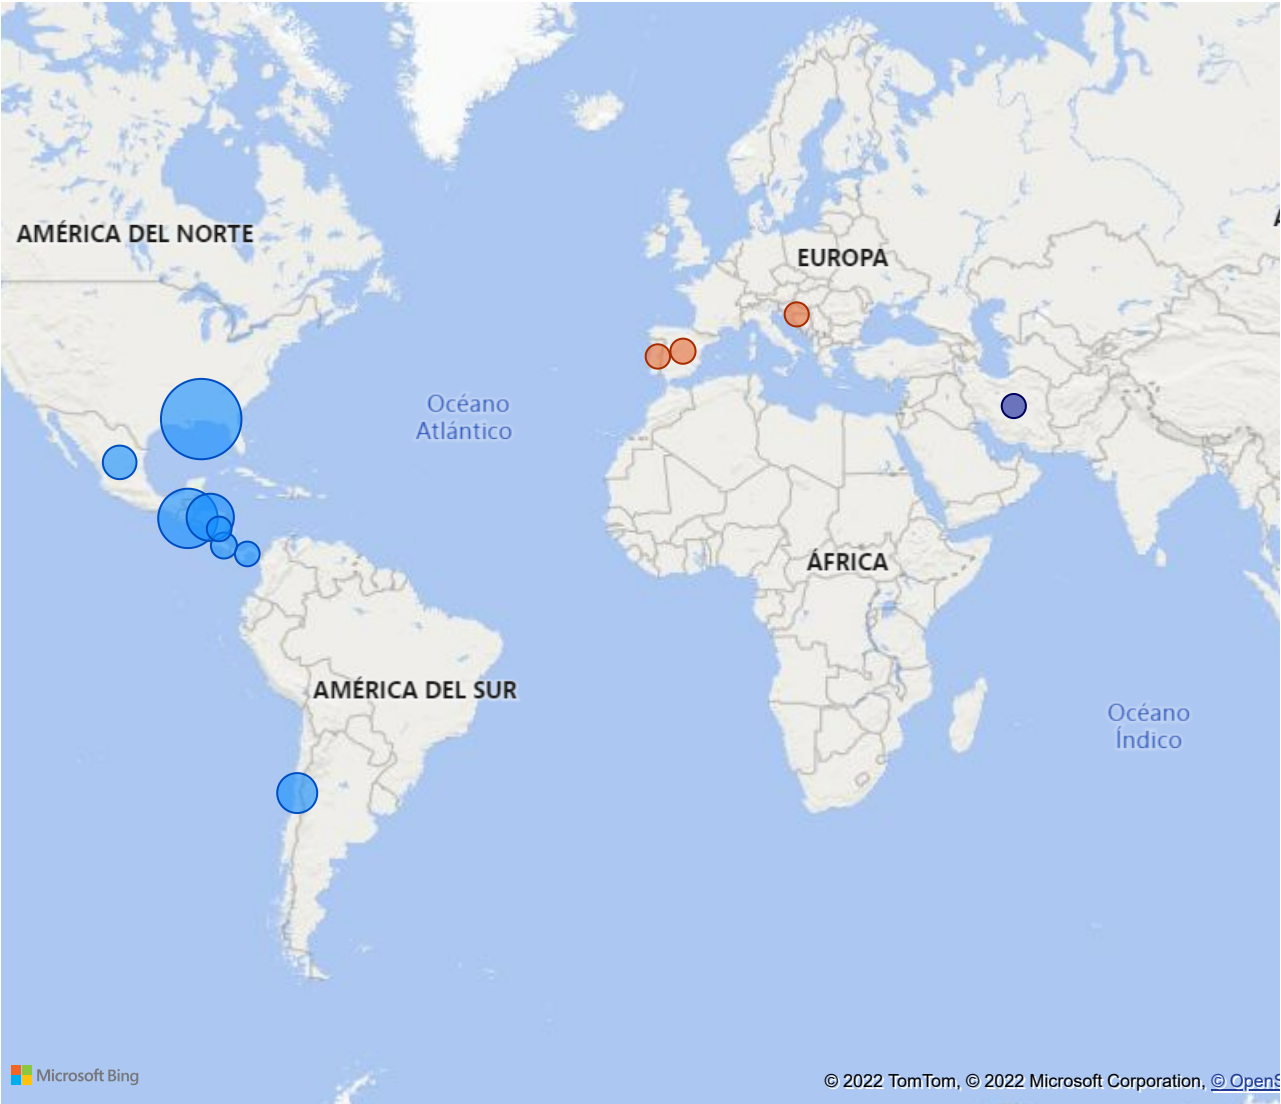 AMÉRICA DEL NORTE
EUROPA
Océano
Atlántico
ÁFRICA
AMÉRICA DEL SUR
Océano
Índico
Microsoft Bing
© 2022 TomTom, © 2022 Microsoft Corporation, © OpenS